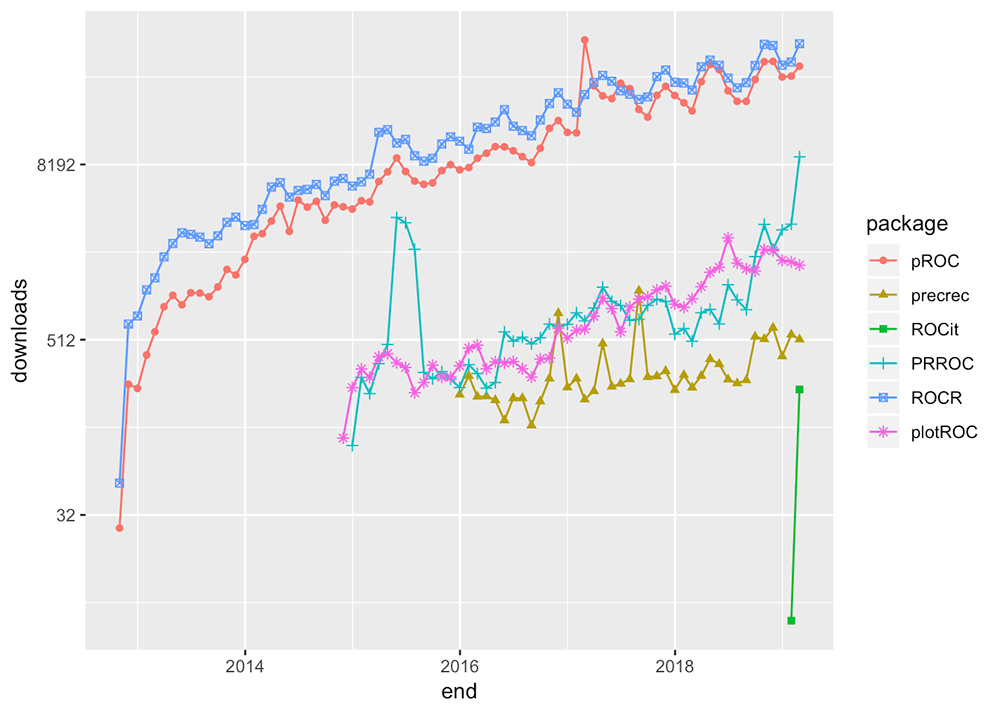 downloads
8192
512
32
2014 2016 2018
end
package
pROC
precrec
ROCit
PRROC
ROCR
plotROC